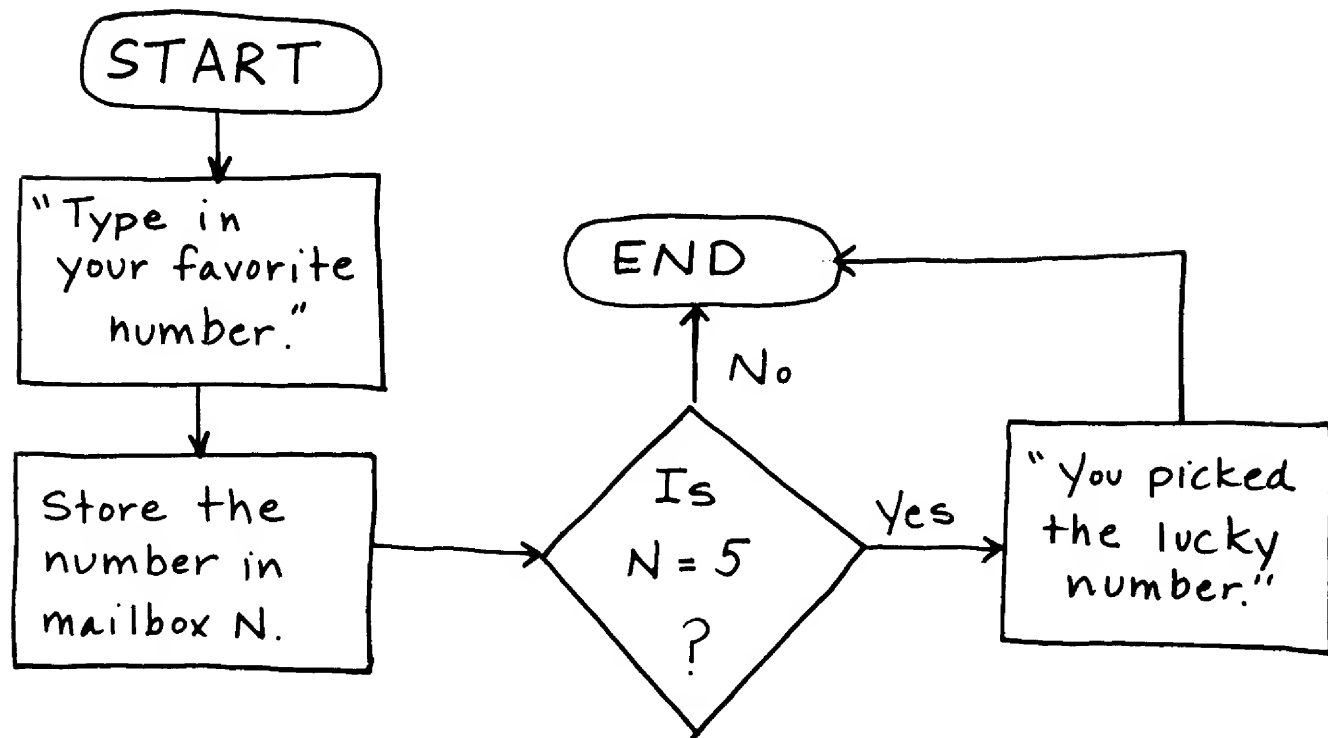 START
"Type in
your favorite
number."
Store the
number in
mailbox N.
Is
N = 5
?
No
END
Yes
"You picked
the lucky
number."